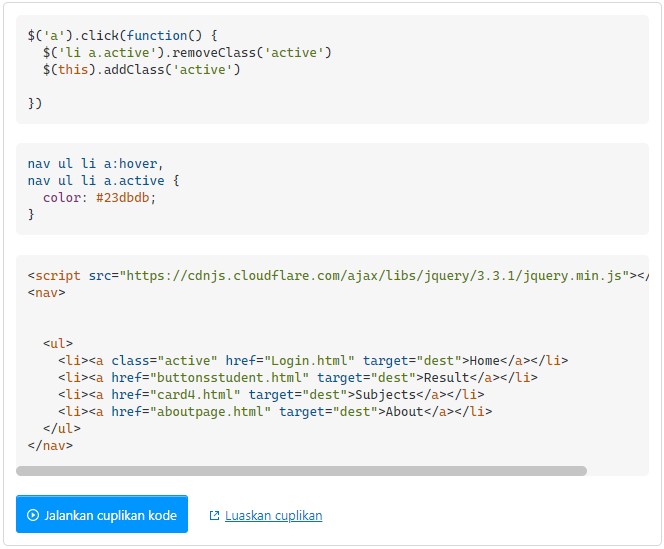 $('a').click(function() {
  $('li a.active').removeClass('active')
  $(this).addClass('active')

})

nav ul li a:hover,
nav ul li a.active {
  color: #23dbdb;
}

<script src="https://cdnjs.cloudflare.com/ajax/libs/jquery/3.3.1/jquery.min.js"></
<nav>


  <ul>
    <li><a class="active" href="Login.html" target="dest">Home</a></li>
    <li><a href="buttonsstudent.html" target="dest">Result</a></li>
    <li><a href="card4.html" target="dest">Subjects</a></li>
    <li><a href="aboutpage.html" target="dest">About</a></li>
  </ul>
</nav>

Jalankan cuplikan kode
Luaskan cuplikan